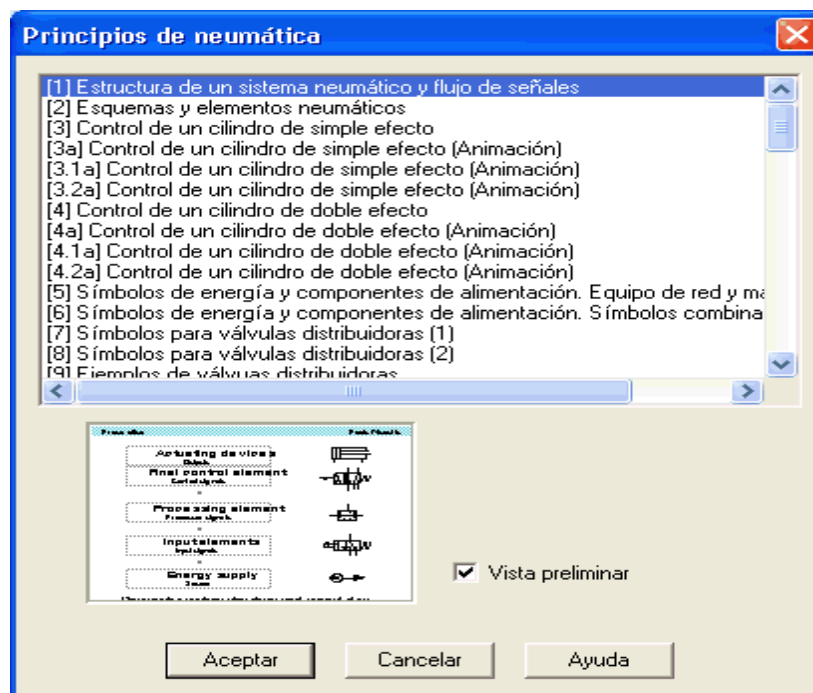 Principios de neumática
[1] Estructura de un sistema neumático y flujo de señales
[2] Esquemas y elementos neumáticos
[3] Control de un cilindro de simple efecto
[3a] Control de un cilindro de simple efecto (Animación)
[3.1a] Control de un cilindro de simple efecto (Animación)
[3.2a] Control de un cilindro de simple efecto (Animación)
[4] Control de un cilindro de doble efecto
[4a] Control de un cilindro de doble efecto (Animación)
[4.1a] Control de un cilindro de doble efecto (Animación)
[4.2a] Control de un cilindro de doble efecto (Animación)
[5] Símbolos de energía y componentes de alimentación. Equipo de red y ma
[6] Símbolos de energía y componentes de alimentación. Símbolos combina
[7] Símbolos para válvulas distribuidoras (1)
[8] Símbolos para válvulas distribuidoras (2)
[9] Ejemplos de válvuas distribuidoras
Actuating devices
Final control element
Processing element
Input elements
Energy supply
Vista preliminar
Aceptar
Cancelar
Ayuda